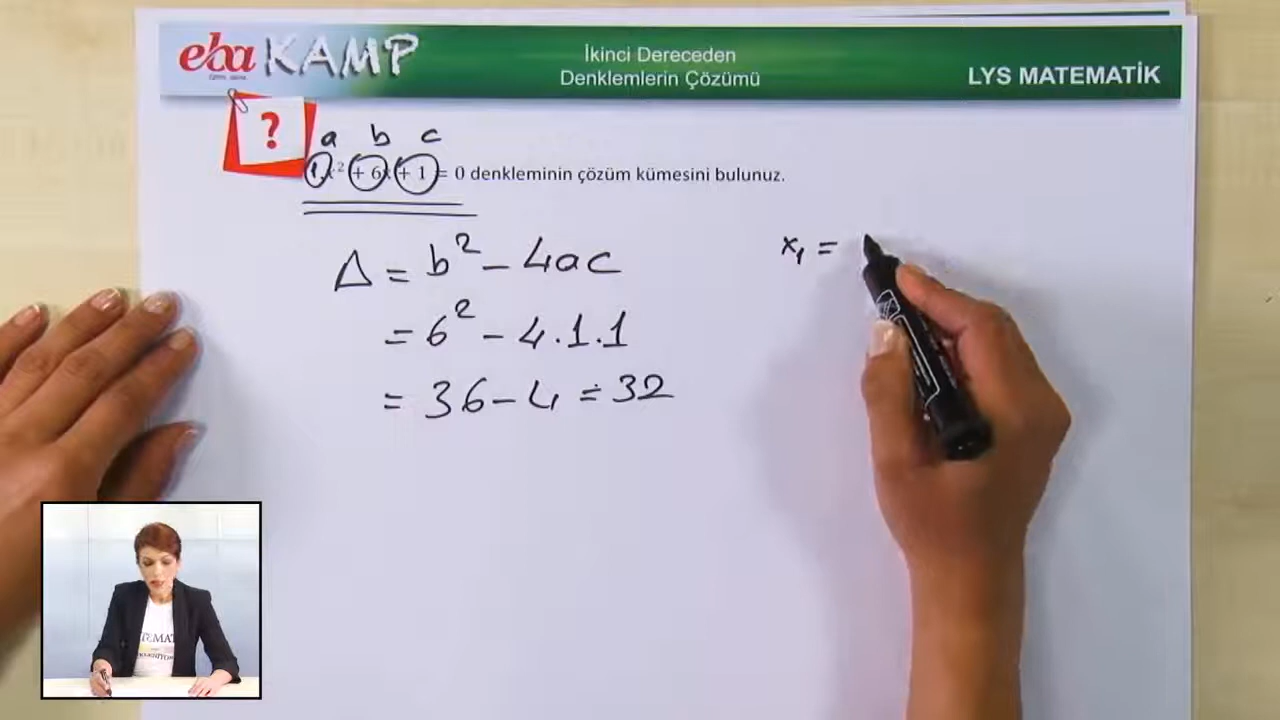 eba KAMP
İkinci Dereceden
Denklemlerin Çözümü
LYS MATEMATİK
?
a b c
1x² + 6x + 1 = 0 denkleminin çözüm kümesini bulunuz.
Δ = b² - 4ac
= 6² - 4.1.1
= 36 - 4 = 32
x₁ =